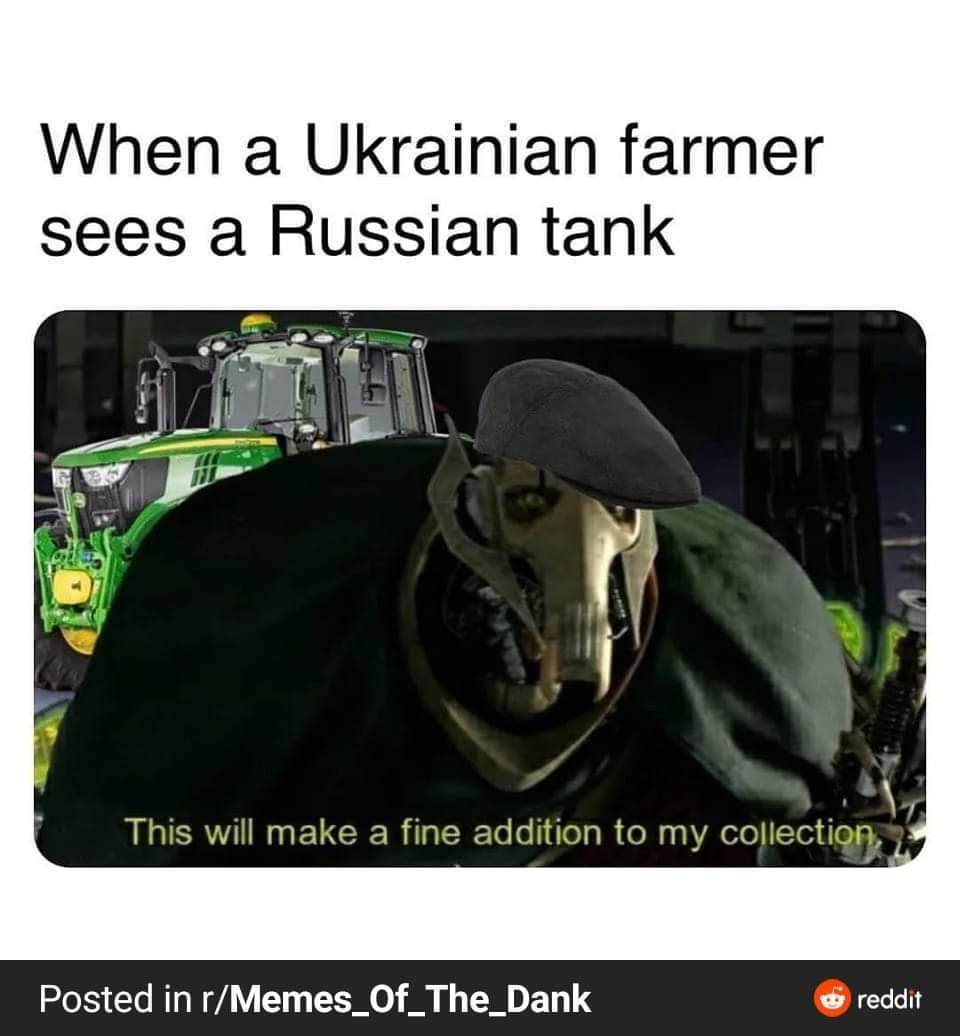 When a Ukrainian farmer
sees a Russian tank
This will make a fine addition to my collection.
Posted in r/Memes_Of_The_Dank
reddit